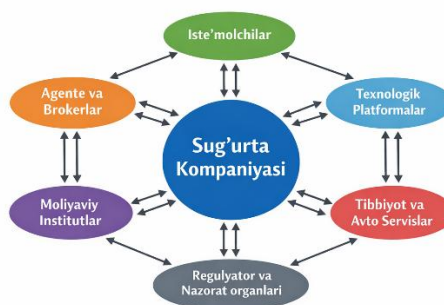 Iste'molchilar
Agente va
Brokerlar
Texnologik
Platformalar
Sug'urta
Kompaniyasi
Moliyaviy
Institutlar
Tibbiyot va
Avto Servislar
Regulyator va
Nazorat organlari